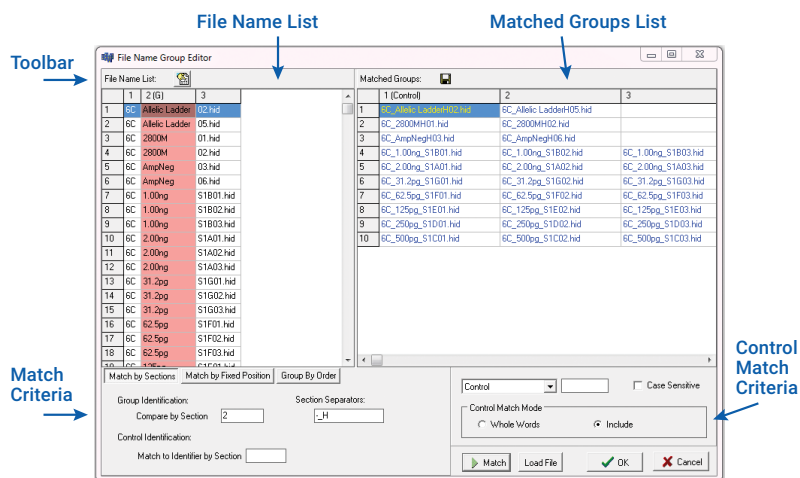 File Name List
Matched Groups List
Toolbar
File Name Group Editor
File Name List:
Matched Groups:
1 2 (G) 3
1 6C Allelic Ladder 02.hid
2 6C Allelic Ladder 05.hid
3 6C 2800M 01.hid
4 6C 2800M 02.hid
5 6C AmpNeg 03.hid
6 6C AmpNeg 06.hid
7 6C 1.00ng S1B01.hid
8 6C 1.00ng S1B02.hid
9 6C 1.00ng S1B03.hid
10 6C 2.00ng S1A01.hid
11 6C 2.00ng S1A02.hid
12 6C 2.00ng S1A03.hid
13 6C 31.2pg S1G01.hid
14 6C 31.2pg S1G02.hid
15 6C 31.2pg S1G03.hid
16 6C 62.5pg S1F01.hid
17 6C 62.5pg S1F02.hid
18 6C 62.5pg S1F03.hid
1 (Control) 2 3
1 6C_Allelic LadderH02.hid 6C_Allelic LadderH05.hid
2 6C_2800MH01.hid 6C_2800MH02.hid
3 6C_AmpNegH03.hid 6C_AmpNegH06.hid
4 6C_1.00ng_S1B01.hid 6C_1.00ng_S1B02.hid 6C_1.00ng_S1B03.hid
5 6C_2.00ng_S1A01.hid 6C_2.00ng_S1A02.hid 6C_2.00ng_S1A03.hid
6 6C_31.2pg_S1G01.hid 6C_31.2pg_S1G02.hid 6C_31.2pg_S1G03.hid
7 6C_62.5pg_S1F01.hid 6C_62.5pg_S1F02.hid 6C_62.5pg_S1F03.hid
8 6C_125pg_S1E01.hid 6C_125pg_S1E02.hid 6C_125pg_S1E03.hid
9 6C_250pg_S1D01.hid 6C_250pg_S1D02.hid 6C_250pg_S1D03.hid
10 6C_500pg_S1C01.hid 6C_500pg_S1C02.hid 6C_500pg_S1C03.hid
Match
Criteria
Match by Sections Match by Fixed Position Group By Order
Group Identification:
Section Separators:
Compare by Section 2
-_H
Control Identification:
Match to Identifier by Section
Control
Case Sensitive
Control Match Mode
Whole Words Include
Match Load File OK Cancel
Control
Match
Criteria